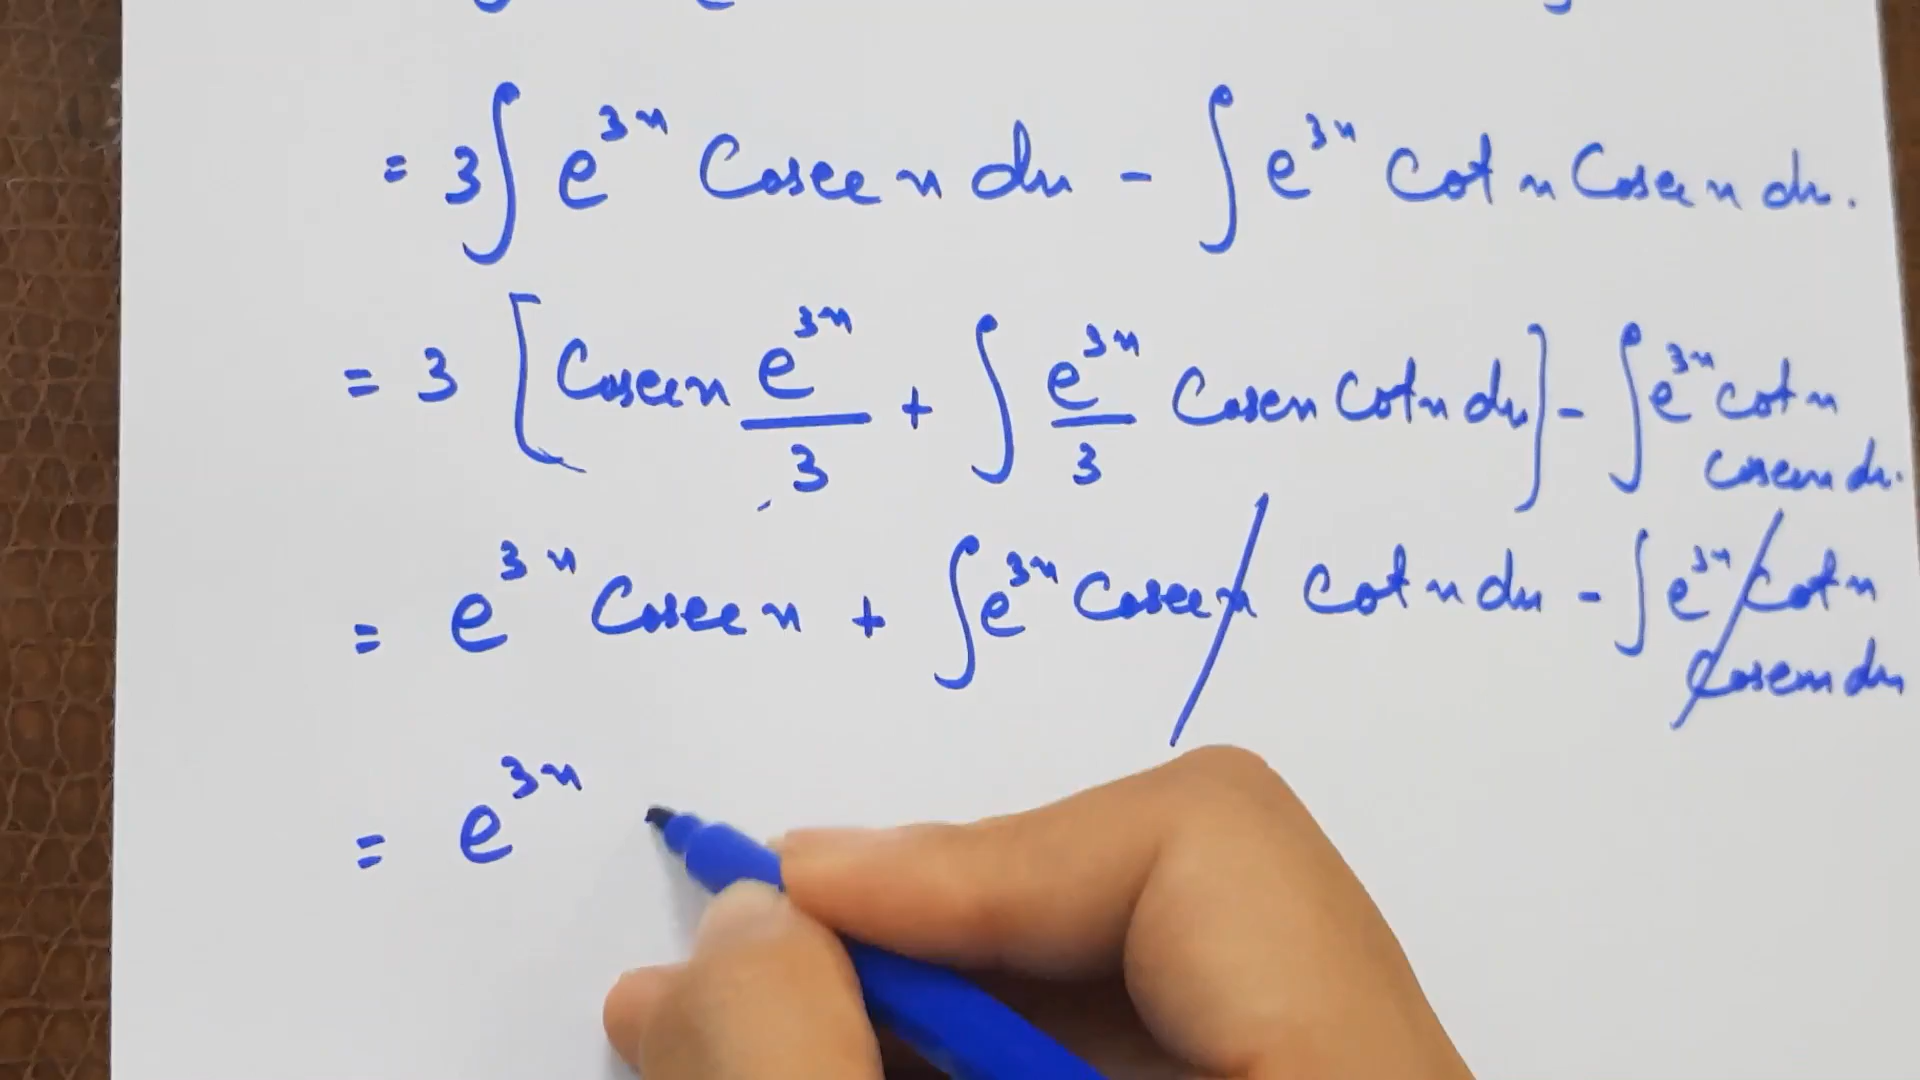 = 3∫ e^{3x} Cosec x dx - ∫ e^{3x} Cot x Cosec x dx.
= 3 [Cosec x e^{3x}/3 + ∫ e^{3x}/3 Cosec x Cot x dx] - ∫ e^{3x} cot x
cosec x dx.
= e^{3x} Cosec x + ∫ e^{3x} Cosec x Cot x dx - ∫ e^{3x} Cot x
Cosec x dx
= e^{3x}